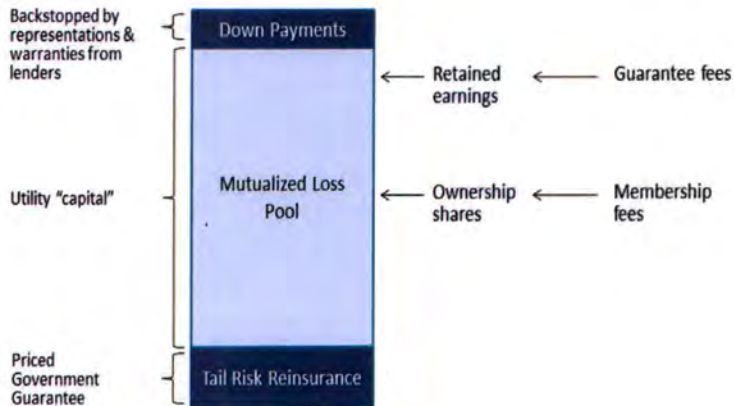 Backstopped by
representations &
warranties from
lenders
Down Payments
Retained
earnings
Guarantee fees
Utility "capital"
Mutualized Loss
Pool
Ownership
shares
Membership
fees
Priced
Government
Guarantee
Tail Risk Reinsurance